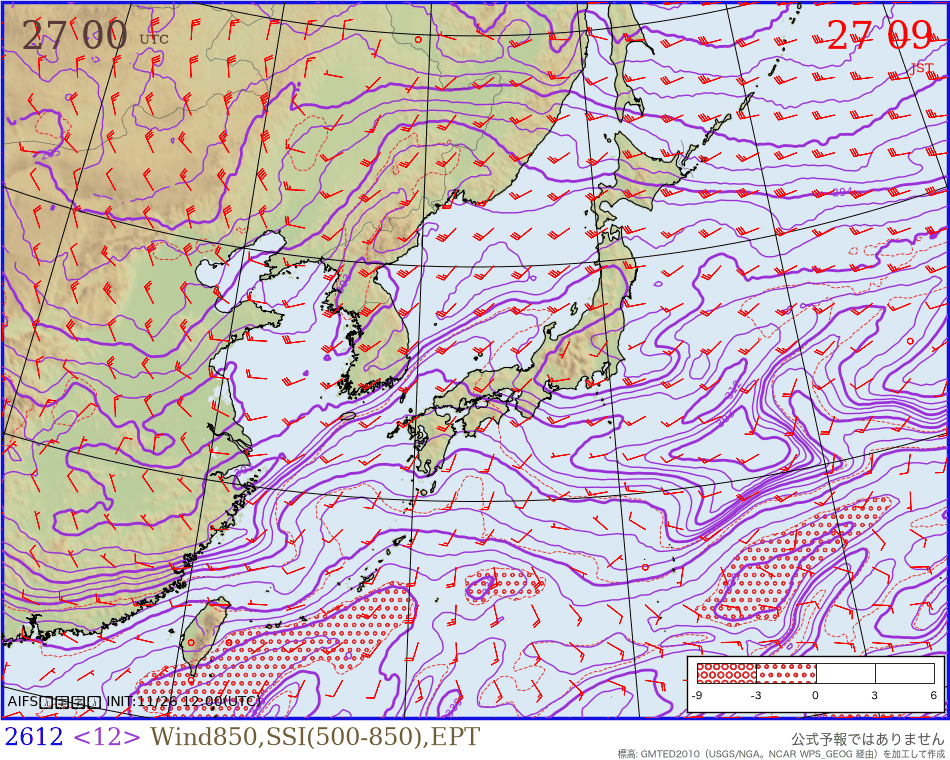 27 00 UTC
27 09
JST
AIFS INIT:11/26 12:00(UTC)
-9 -3 0 3 6
2612 <12> Wind850,SSI(500-850),EPT
公式予報ではありません
標高: GMTED2010（USGS/NGA。NCAR WPS_GEOG 経由）を加工して作成